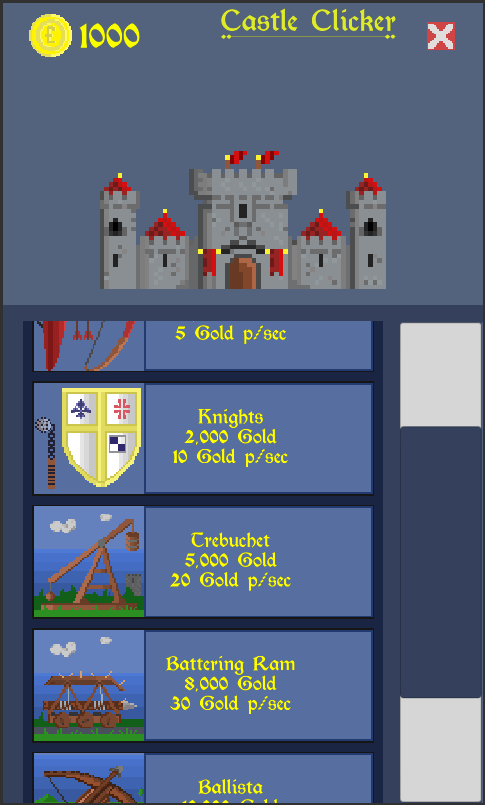 £ 1000
Castle Clicker
5 Gold p/sec
Knights
2,000 Gold
10 Gold p/sec
Trebuchet
5,000 Gold
20 Gold p/sec
Battering Ram
8,000 Gold
30 Gold p/sec
Ballista